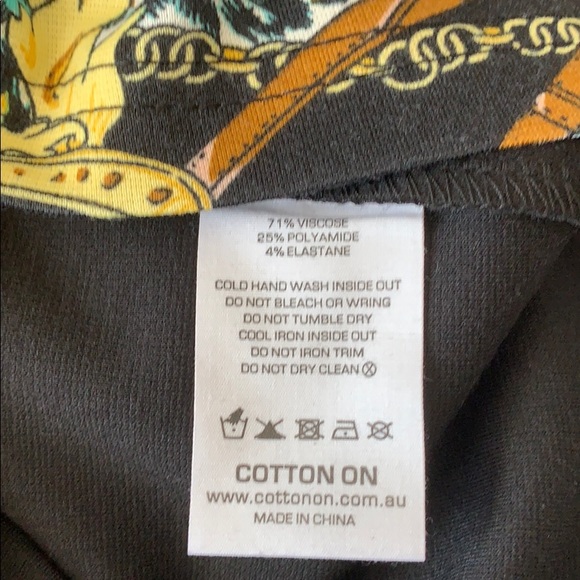 71% VISCOSE
25% POLYAMIDE
4% ELASTANE
COLD HAND WASH INSIDE OUT
DO NOT BLEACH OR WRING
DO NOT TUMBLE DRY
COOL IRON INSIDE OUT
DO NOT IRON TRIM
DO NOT DRY CLEAN
COTTON ON
www.cottonon.com.au
MADE IN CHINA